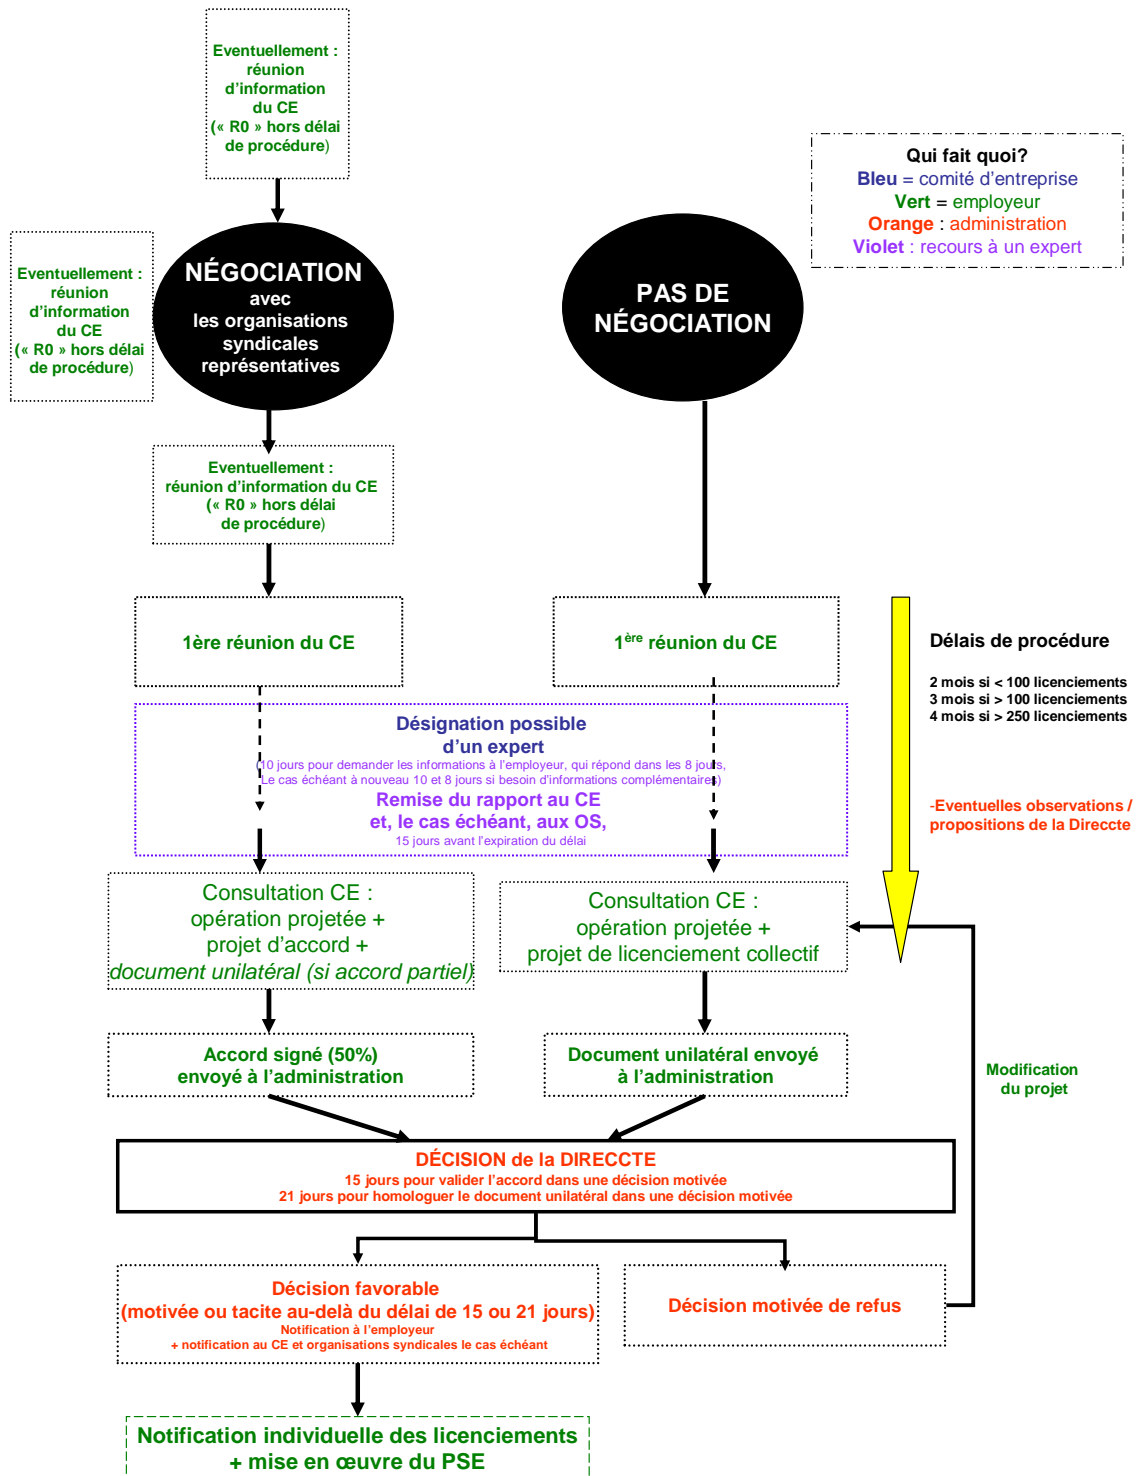 Eventuellement :
réunion
d'information
du CE
(« R0 » hors délai
de procédure)
Qui fait quoi?
Bleu = comité d'entreprise
Vert = employeur
Orange : administration
Violet : recours à un expert
Eventuellement :
réunion
d'information
du CE
(« R0 » hors délai
de procédure)
NÉGOCIATION
avec
les organisations
syndicales
représentatives
PAS DE
NÉGOCIATION
Eventuellement :
réunion d'information du CE
(« R0 » hors délai
de procédure)
1ère réunion du CE
1ère réunion du CE
Délais de procédure
2 mois si < 100 licenciements
3 mois si > 100 licenciements
4 mois si > 250 licenciements
-Eventuelles observations /
propositions de la Direccte
Désignation possible
d'un expert
(10 jours pour demander les informations à l'employeur, qui répond dans les 8 jours,
Le cas échéant à nouveau 10 et 8 jours si besoin d'informations complémentaires)
Remise du rapport au CE
et, le cas échéant, aux OS,
15 jours avant l'expiration du délai
Consultation CE :
opération projetée +
projet d'accord +
document unilatéral (si accord partiel)
Consultation CE :
opération projetée +
projet de licenciement collectif
Accord signé (50%)
envoyé à l'administration
Document unilatéral envoyé
à l'administration
Modification
du projet
DÉCISION de la DIRECCTE
15 jours pour valider l'accord dans une décision motivée
21 jours pour homologuer le document unilatéral dans une décision motivée
Décision favorable
(motivée ou tacite au-delà du délai de 15 ou 21 jours)
Notification à l'employeur
+ notification au CE et organisations syndicales le cas échéant
Décision motivée de refus
Notification individuelle des licenciements
+ mise en œuvre du PSE